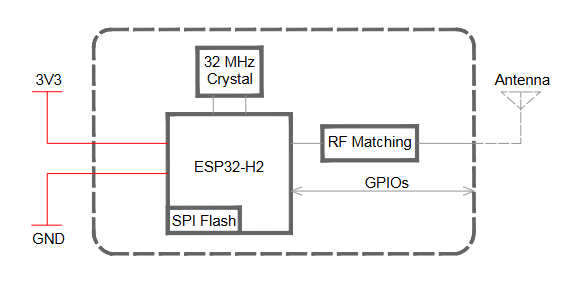 32 MHz
Crystal
3V3
Antenna
RF Matching
ESP32-H2
GPIOs
SPI Flash
GND